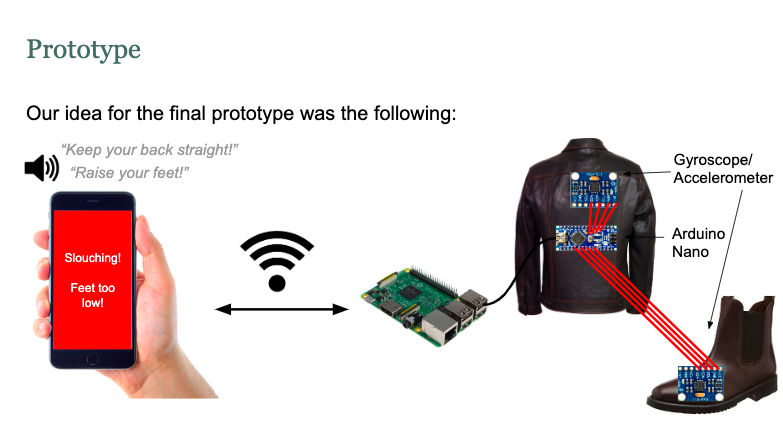 Prototype
Our idea for the final prototype was the following:
“Keep your back straight!”
“Raise your feet!”
Slouching!
Feet too
low!
Gyroscope/
Accelerometer
Arduino
Nano